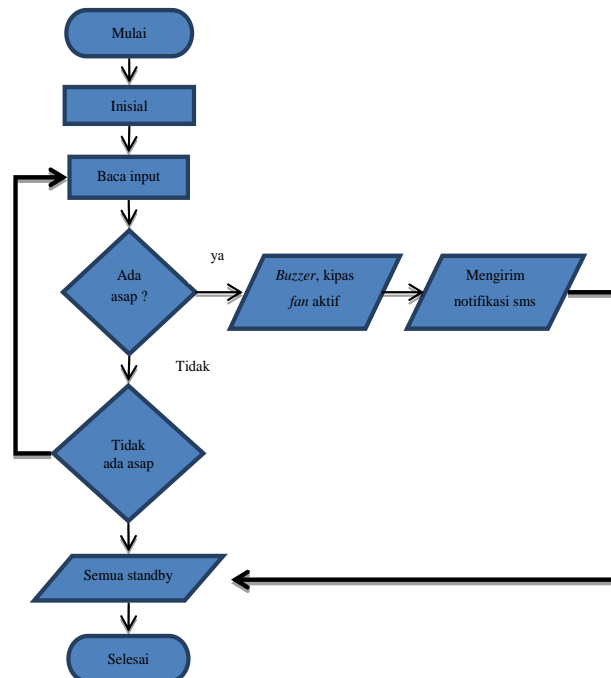 Mulai
Inisial
Baca input
Ada
asap ?
ya
Buzzer, kipas
fan aktif
Mengirim
notifikasi sms
Tidak
Tidak
ada asap
Semua standby
Selesai